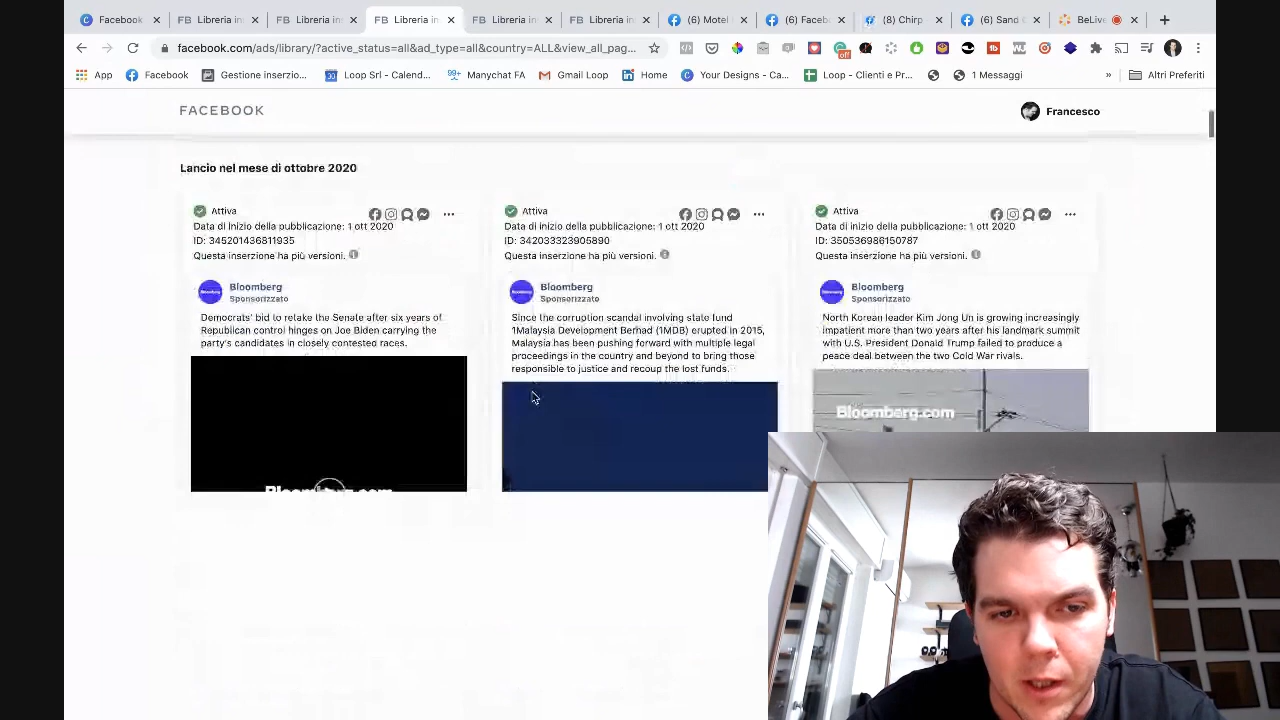 Facebook
Libreria in
Libreria ins
Libreria in
Libreria in
Libreria in
(6) Motel
(6) Faceb
(8) Chirp
(6) Sand
BeLive
facebook.com/ads/library/?active_status=all&ad_type=all&country=ALL&view_all_pag...
off
App
Facebook
Gestione inserzio...
Loop Srl - Calend...
99+ Manychat FA
Gmail Loop
Home
Your Designs - Ca...
Loop - Clienti e Pr...
1 Messaggi
»
Altri Preferiti
FACEBOOK
Francesco
Lancio nel mese di ottobre 2020
Attiva
Data di inizio della pubblicazione: 1 ott 2020
ID: 345201436811935
Questa inserzione ha più versioni.
Bloomberg
Sponsorizzato
Democrats' bid to retake the Senate after six years of
Republican control hinges on Joe Biden carrying the
party's candidates in closely contested races.
Bloomberg.com
Attiva
Data di inizio della pubblicazione: 1 ott 2020
ID: 342033323905890
Questa inserzione ha più versioni.
Bloomberg
Sponsorizzato
Since the corruption scandal involving state fund
1Malaysia Development Berhad (1MDB) erupted in 2015,
Malaysia has been pushing forward with multiple legal
proceedings in the country and beyond to bring those
responsible to justice and recoup the lost funds.
Attiva
Data di inizio della pubblicazione: 1 ott 2020
ID: 350536986150787
Questa inserzione ha più versioni.
Bloomberg
Sponsorizzato
North Korean leader Kim Jong Un is growing increasingly
impatient more than two years after his landmark summit
with U.S. President Donald Trump failed to produce a
peace deal between the two Cold War rivals.
Bloomberg.com